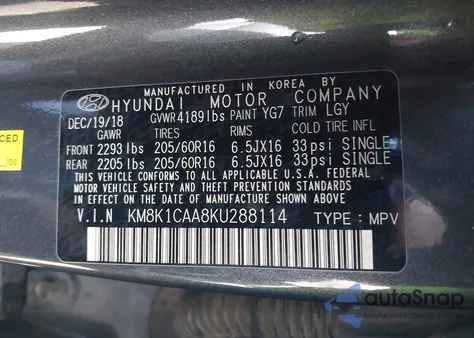 MANUFACTURED IN KOREA BY
HYUNDAI MOTOR COMPANY
DEC/19/18 GVWR 4189lbs PAINT YG7 TRIM LGY
GAWR TIRES RIMS COLD TIRE INFL
FRONT 2293 lbs 205/60R16 6.5JX16 33psi SINGLE
REAR 2205 lbs 205/60R16 6.5JX16 33psi SINGLE
THIS VEHICLE CONFORMS TO ALL APPLICABLE U.S.A. FEDERAL
MOTOR VEHICLE SAFETY, BUMPER, AND THEFT PREVENTION
STANDARDS IN EFFECT ON THE DATE OF MANUFACTURE SHOWN ABOVE
V.I.N KM8K1CAA8KU288114 TYPE : MPV
CED
lbs
autoSnap